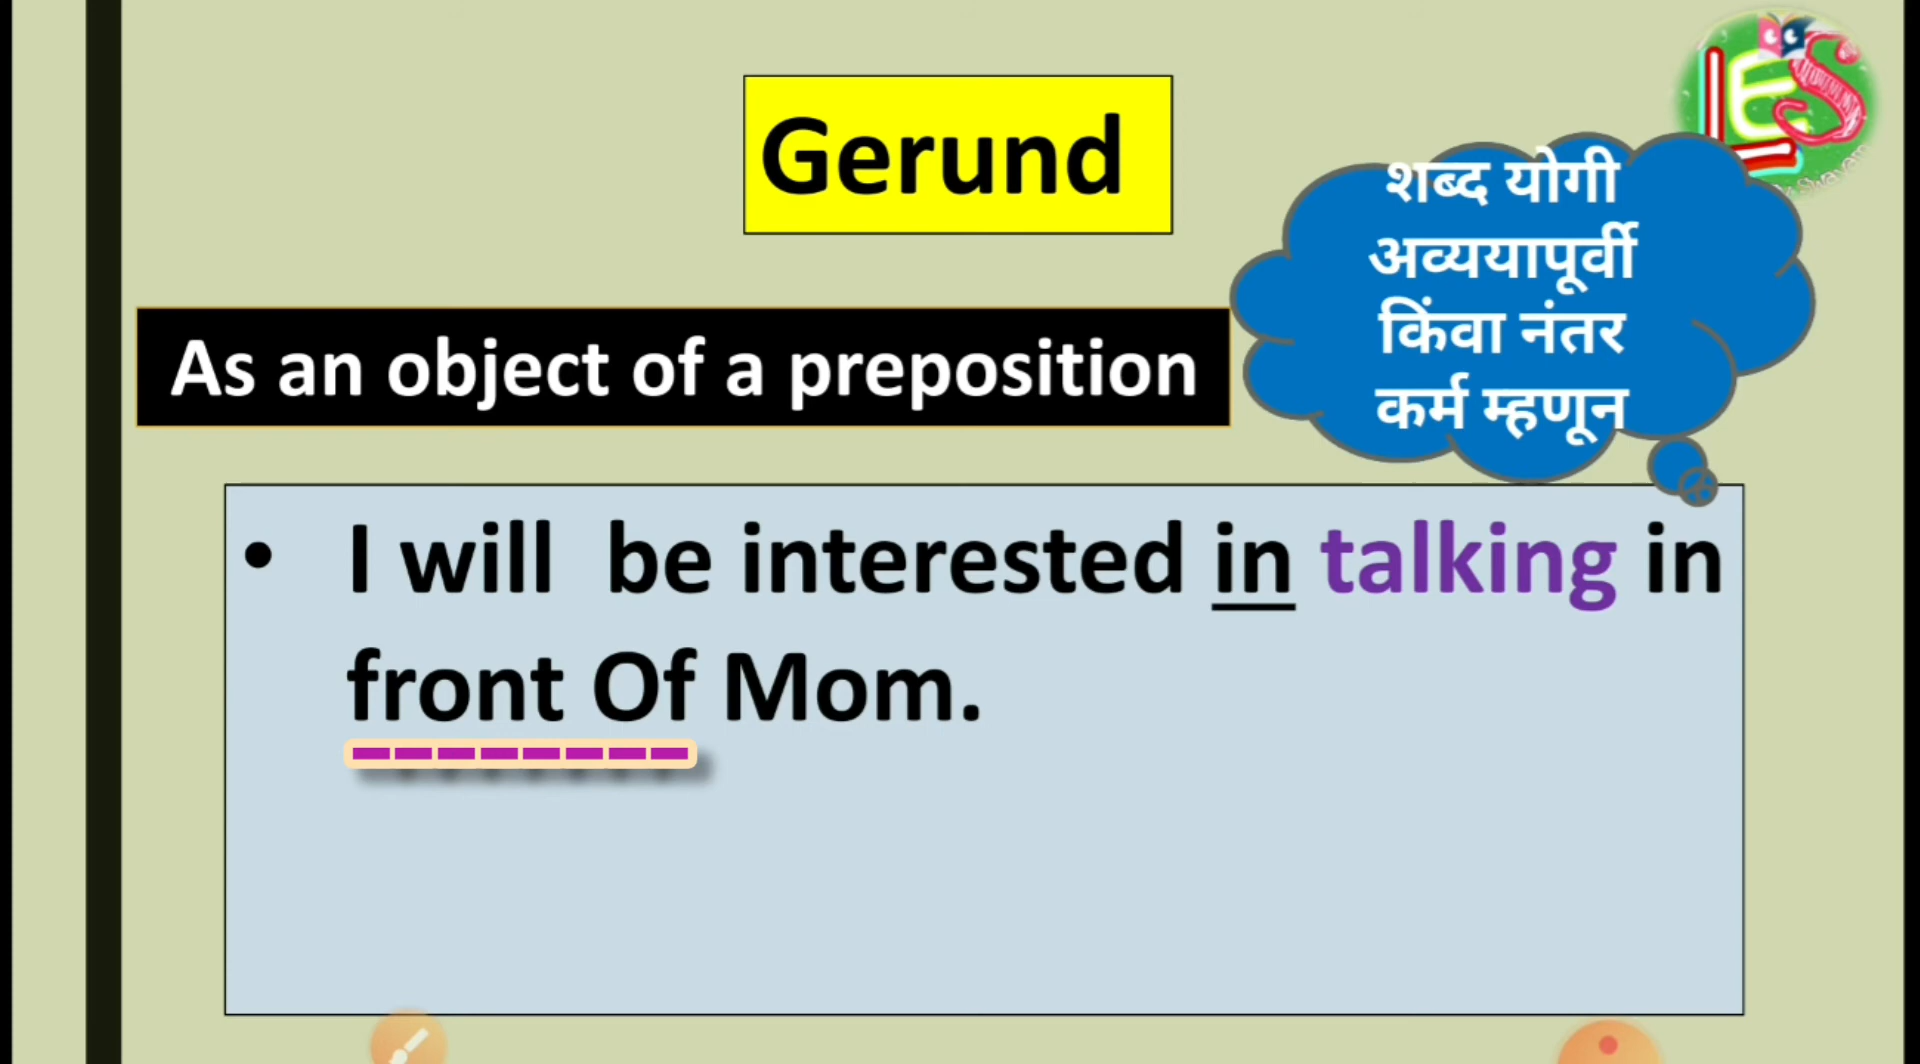 Gerund
LES
शब्द योगी
अव्ययापूर्वी
किंवा नंतर
कर्म म्हणून
As an object of a preposition
• I will be interested in talking in
front Of Mom.